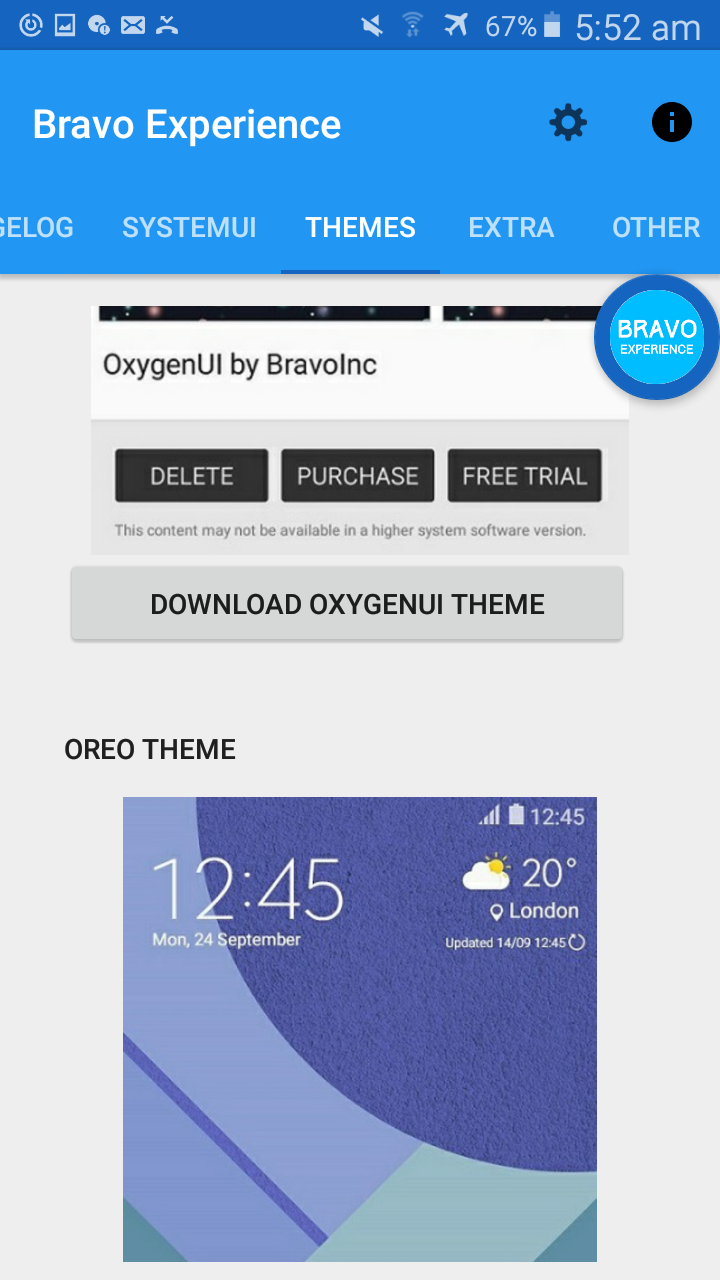 67% 5:52 am
Bravo Experience
GELOG SYSTEMUI THEMES EXTRA OTHER
BRAVO
EXPERIENCE
OxygenUI by BravoInc
DELETE PURCHASE FREE TRIAL
This content may not be available in a higher system software version.
DOWNLOAD OXYGENUI THEME
OREO THEME
12:45
12:45 20°
London
Mon, 24 September Updated 14/09 12:45